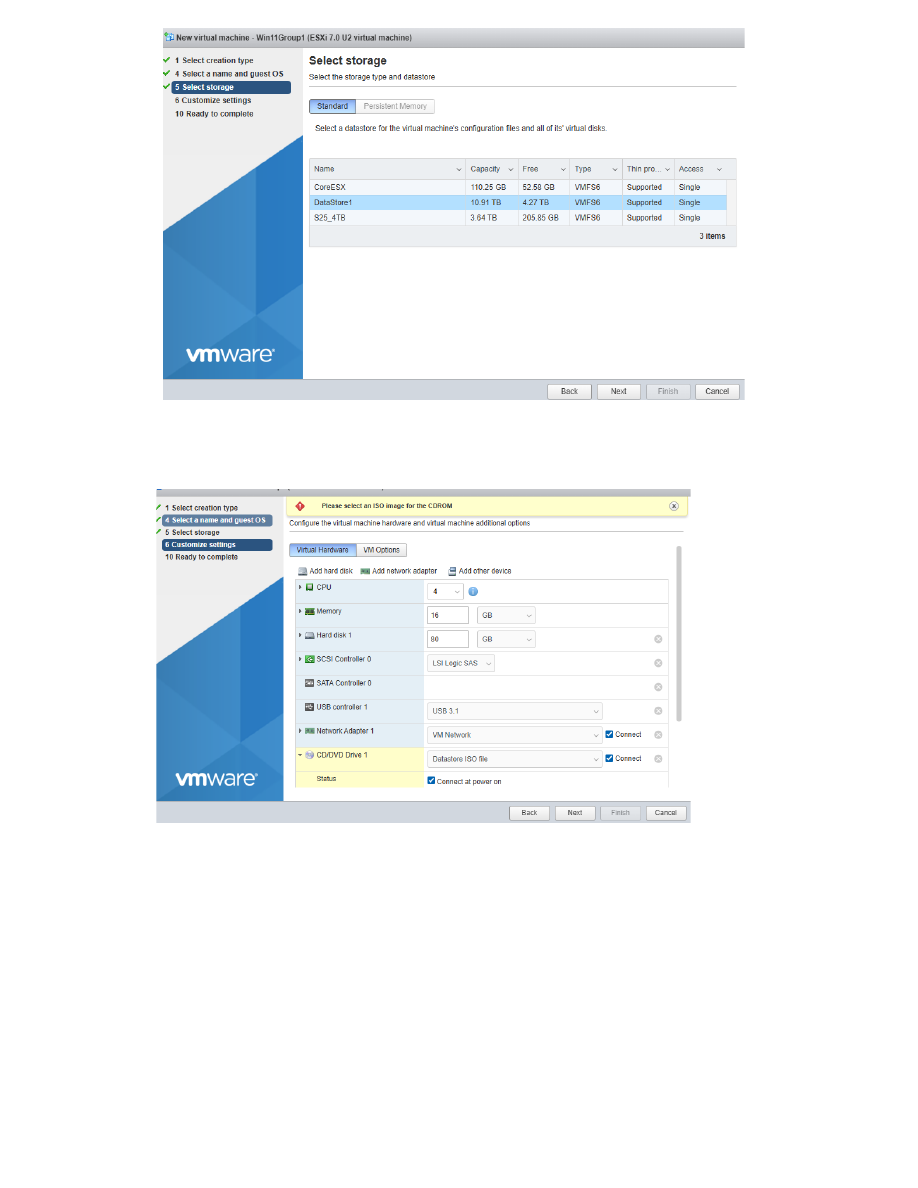 New virtual machine - Win11Group1 (ESXi 7.0 U2 virtual machine)
1 Select creation type
4 Select a name and guest OS
5 Select storage
6 Customize settings
10 Ready to complete
Select storage
Select the storage type and datastore
Standard Persistent Memory
Select a datastore for the virtual machine's configuration files and all of its' virtual disks.
Name Capacity Free Type Thin pro... Access
CoreESX 110.25 GB 52.58 GB VMFS6 Supported Single
DataStore1 10.91 TB 4.27 TB VMFS6 Supported Single
S25_4TB 3.64 TB 205.85 GB VMFS6 Supported Single
3 items
vmware®
Back Next Finish Cancel
1 Select creation type
4 Select a name and guest OS
5 Select storage
6 Customize settings
10 Ready to complete
Please select an ISO image for the CDROM
Configure the virtual machine hardware and virtual machine additional options
Virtual Hardware VM Options
Add hard disk Add network adapter Add other device
CPU 4
Memory 16 GB
Hard disk 1 80 GB
SCSI Controller 0 LSI Logic SAS
SATA Controller 0
USB controller 1 USB 3.1
Network Adapter 1 VM Network Connect
CD/DVD Drive 1 Datastore ISO file Connect
Status Connect at power on
vmware®
Back Next Finish Cancel